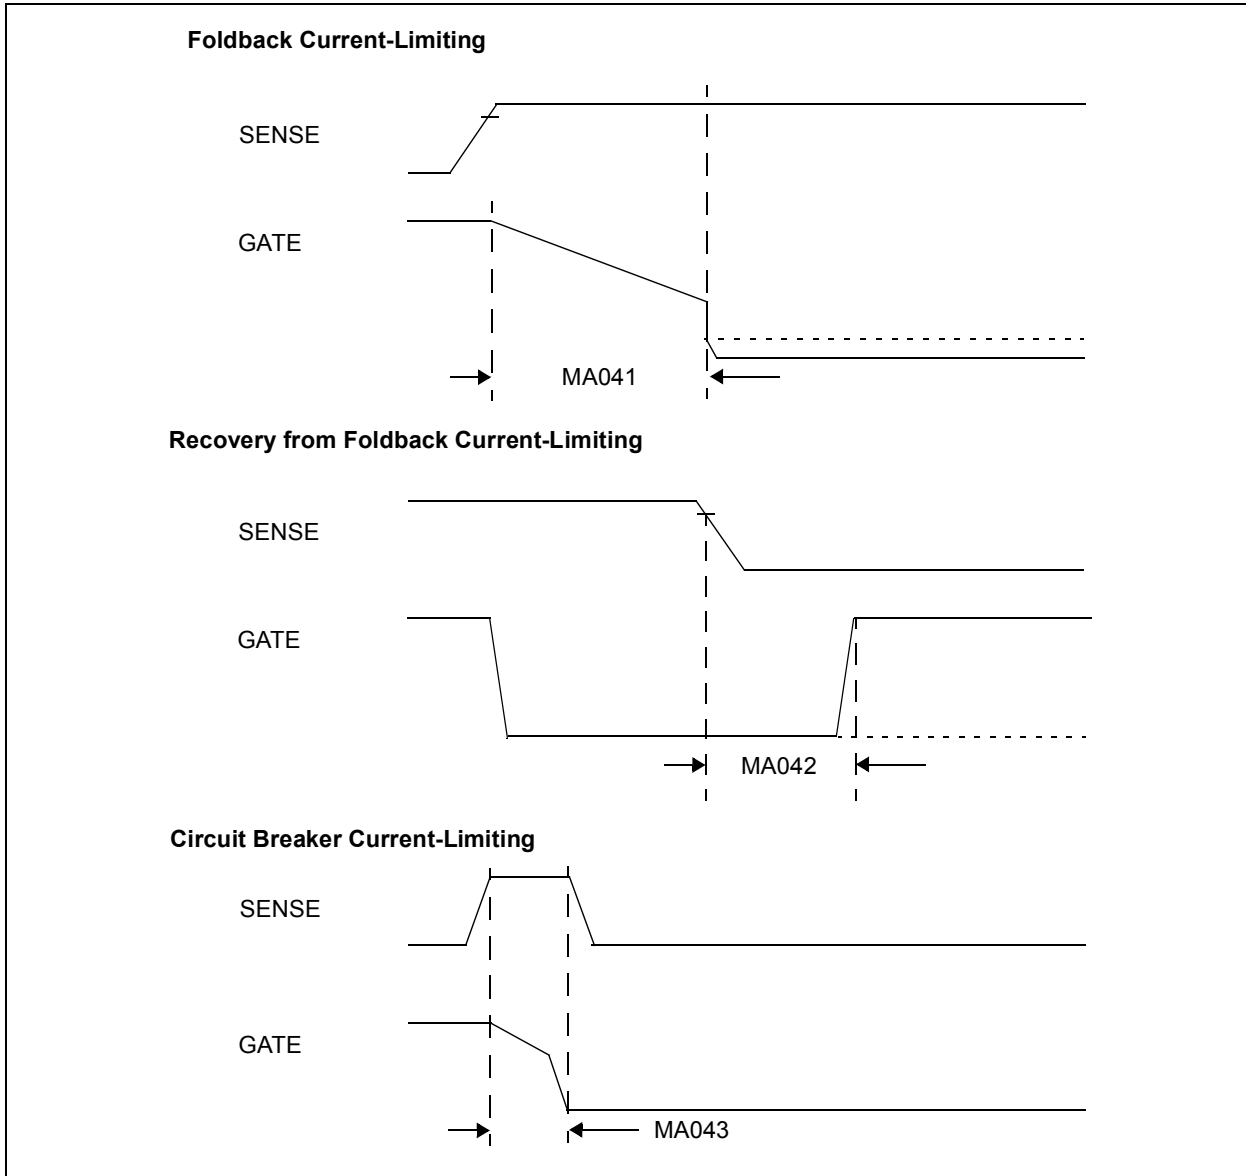 Foldback Current-Limiting
SENSE
GATE
MA041
Recovery from Foldback Current-Limiting
SENSE
GATE
MA042
Circuit Breaker Current-Limiting
SENSE
GATE
MA043